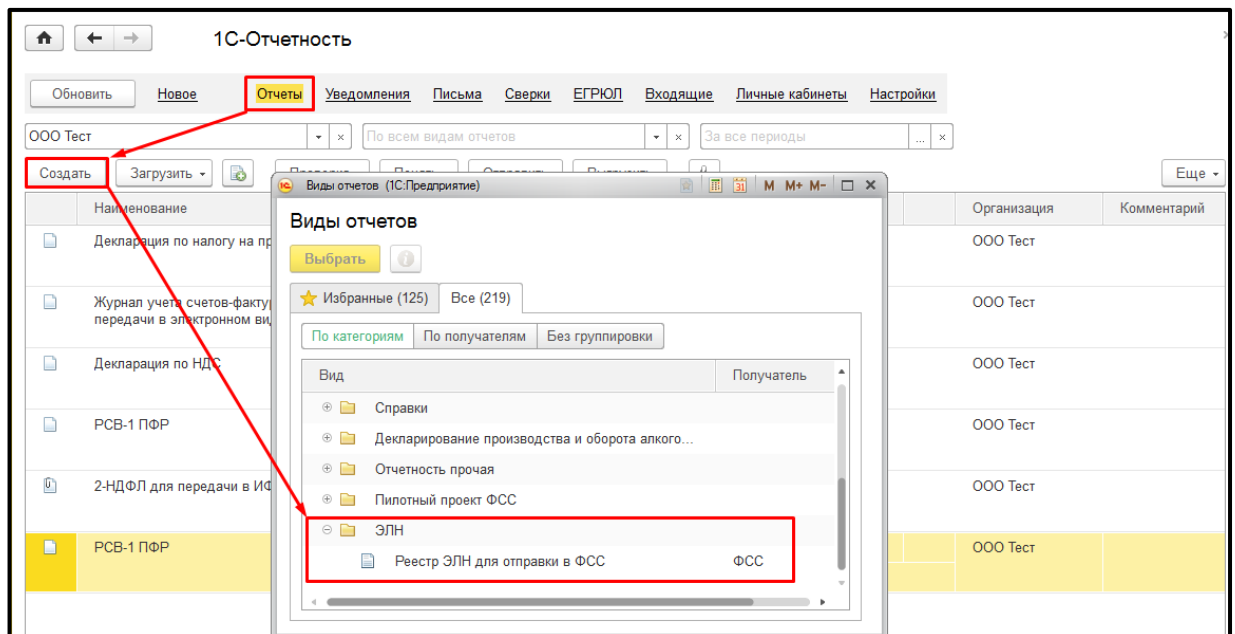 1С-Отчетность
Обновить Новое Отчеты Уведомления Письма Сверки ЕГРЮЛ Входящие Личные кабинеты Настройки
ООО Тест По всем видам отчетов За все периоды ...
Создать Загрузить Еще
Виды отчетов (1С:Предприятие) 31 M M+ M-
Наименование Организация Комментарий
Виды отчетов
Декларация по налогу на пр ООО Тест
Выбрать
Избранные (125) Все (219)
Журнал учета счетов-факту ООО Тест
передачи в электронном ви
По категориям По получателям Без группировки
Декларация по НДС ООО Тест
Вид Получатель
Справки
РСВ-1 ПФР ООО Тест
Декларирование производства и оборота алкого...
Отчетность прочая
2-НДФЛ для передачи в ИФ ООО Тест
Пилотный проект ФСС
ЭЛН
РСВ-1 ПФР ООО Тест
Реестр ЭЛН для отправки в ФСС ФСС